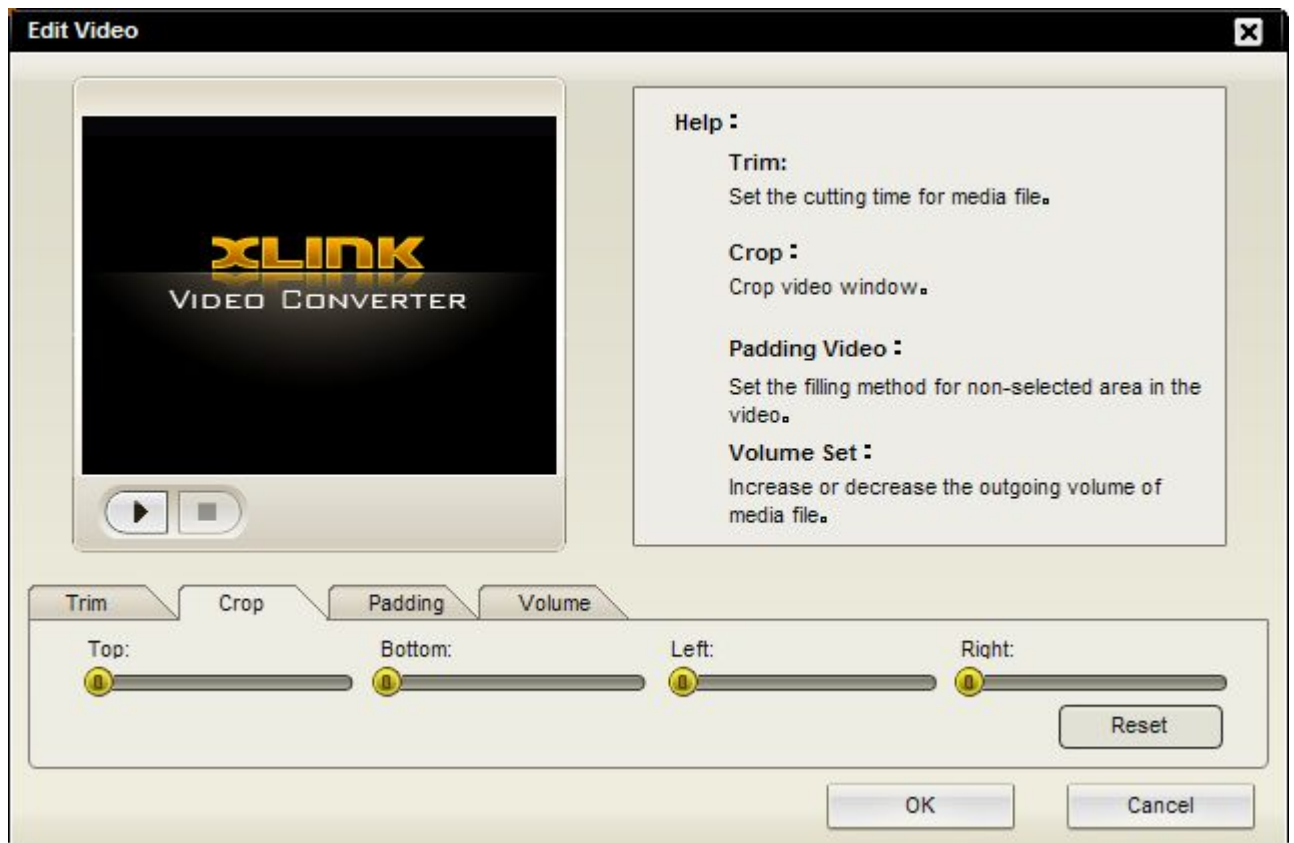 Edit Video
XLINK
VIDEO CONVERTER
Help：
Trim:
Set the cutting time for media file。
Crop：
Crop video window。
Padding Video：
Set the filling method for non-selected area in the
video。
Volume Set：
Increase or decrease the outgoing volume of
media file。
Trim Crop Padding Volume
Top: Bottom: Left: Right:
Reset
OK Cancel